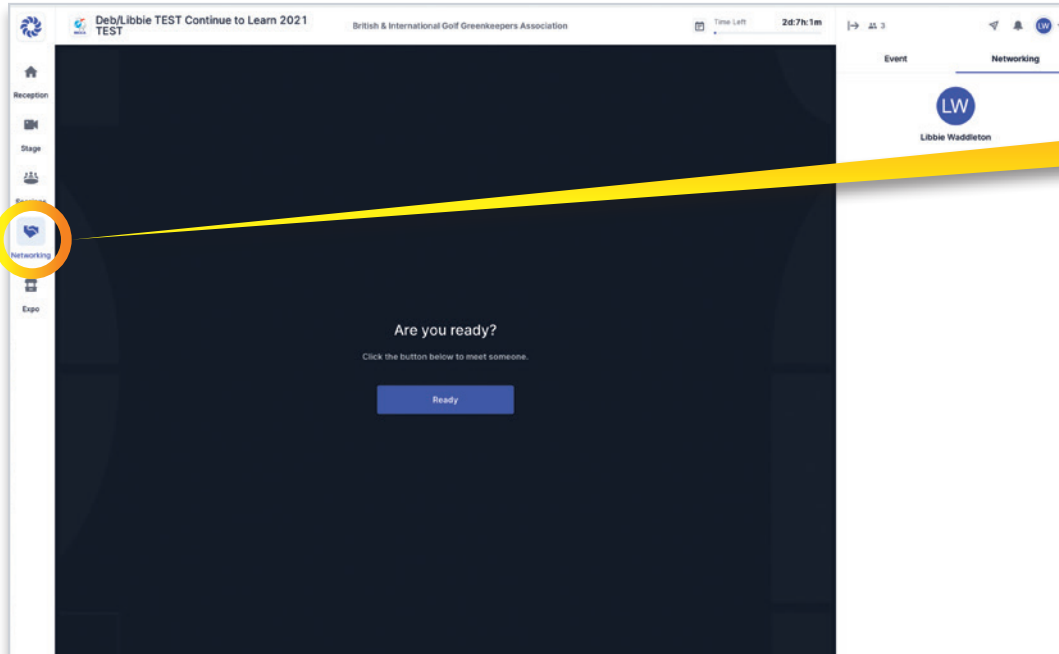 Deb/Libbie TEST Continue to Learn 2021
TEST
British & International Golf Greenkeepers Association
Time Left
2d:7h:1m
3
LW
Event
Networking
LW
Libbie Waddleton
Reception
Stage
Networking
Expo
Are you ready?
Click the button below to meet someone.
Ready